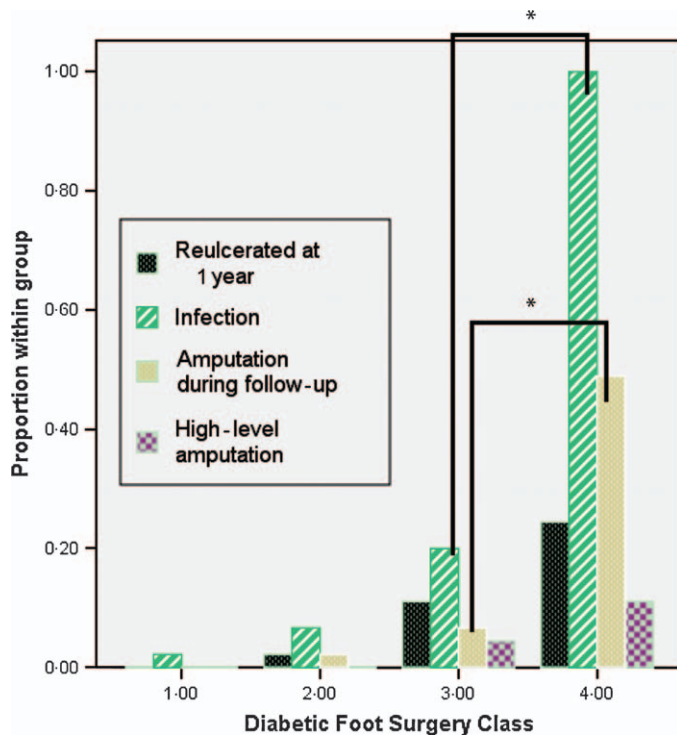 *
1·00
0·80
0·60
0·40
0·20
0·00
Proportion within group
Reulcerated at
1 year
Infection
Amputation
during follow-up
High-level
amputation
*
1·00
2·00
3·00
4·00
Diabetic Foot Surgery Class